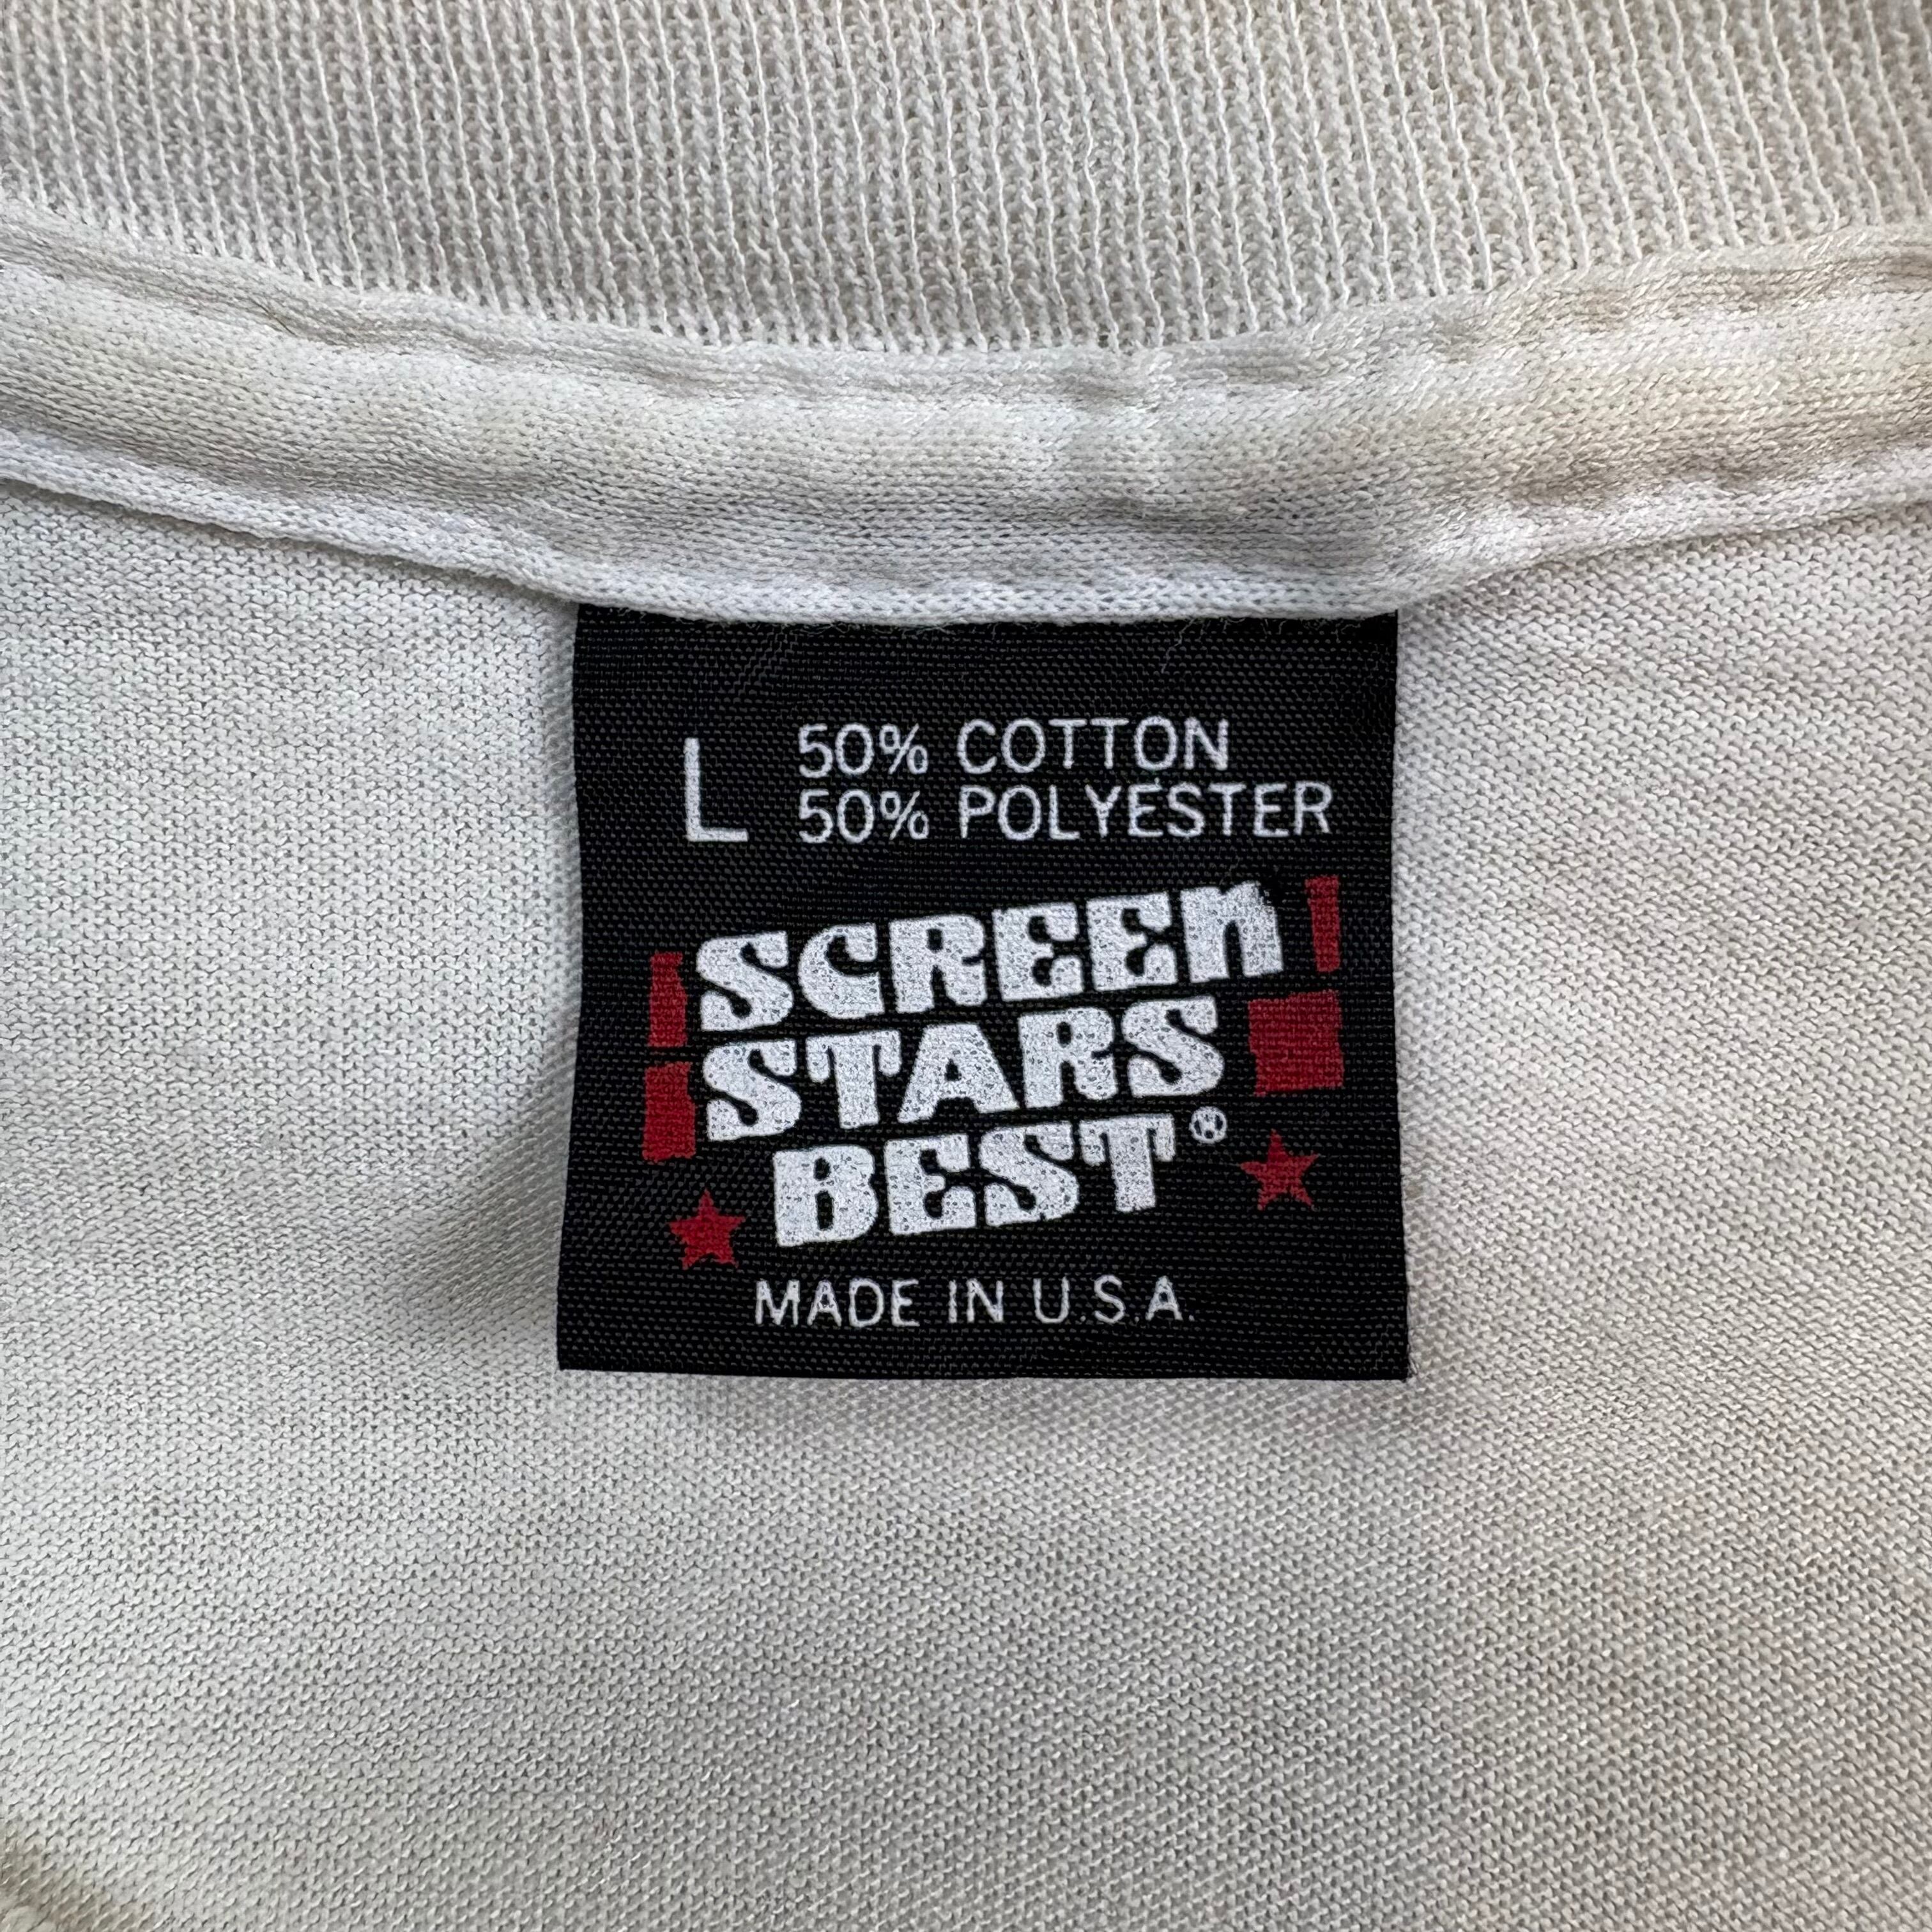 L 50% COTTON
50% POLYESTER
SCREEN
STARS
BEST®
MADE IN U.S.A.